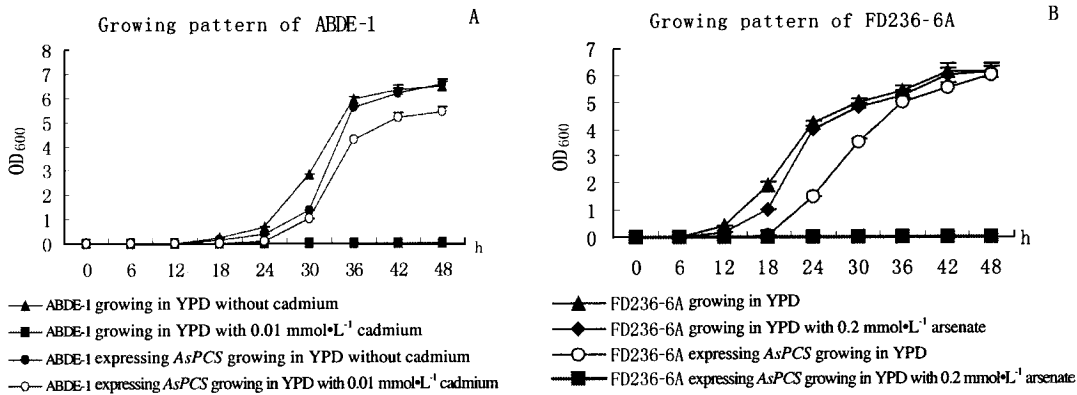 Growing pattern of ABDE-1
A
8
7
6
5
4
3
2
1
0
OD600
0 6 12 18 24 30 36 42 48
h
ABDE-1 growing in YPD without cadmium
ABDE-1 growing in YPD with 0.01 mmol•L-1 cadmium
ABDE-1 expressing AsPCS growing in YPD without cadmium
ABDE-1 expressing AsPCS growing in YPD with 0.01 mmol•L-1 cadmium
Growing pattern of FD236-6A
B
7
6
5
4
3
2
1
0
OD600
0 6 12 18 24 30 36 42 48
h
FD236-6A growing in YPD
FD236-6A growing in YPD with 0.2 mmol•L-1 arsenate
FD236-6A expressing AsPCS growing in YPD
FD236-6A expressing AsPCS growing in YPD with 0.2 mmol•L-1 arsenate